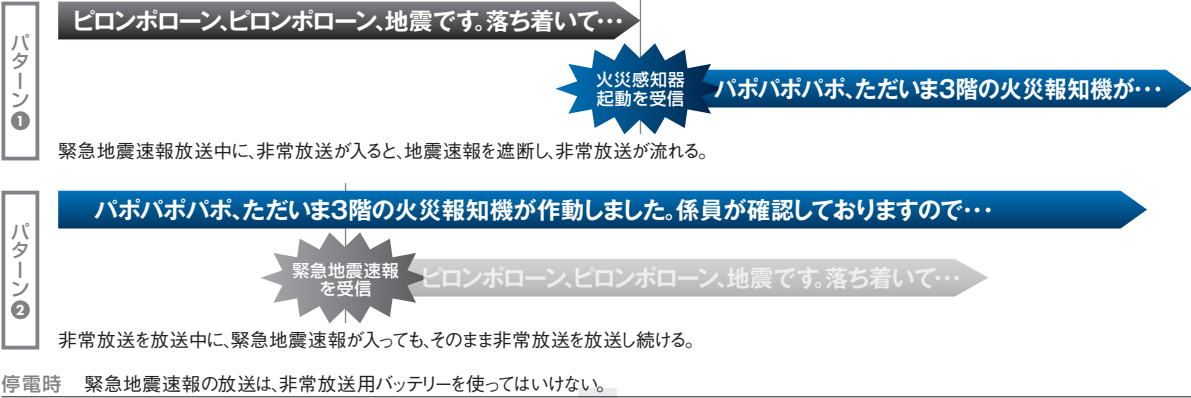 パターン❶
ピロンポローン、ピロンポローン、地震です。落ち着いて…
火災感知器
起動を受信
パポパポパポ、ただいま3階の火災報知機が…
緊急地震速報放送中に、非常放送が入ると、地震速報を遮断し、非常放送が流れる。
パターン❷
パポパポパポ、ただいま3階の火災報知機が作動しました。係員が確認しておりますので…
緊急地震速報
を受信
ピロンポローン、ピロンポローン、地震です。落ち着いて…
非常放送を放送中に、緊急地震速報が入っても、そのまま非常放送を放送し続ける。
停電時　緊急地震速報の放送は、非常放送用バッテリーを使ってはいけない。